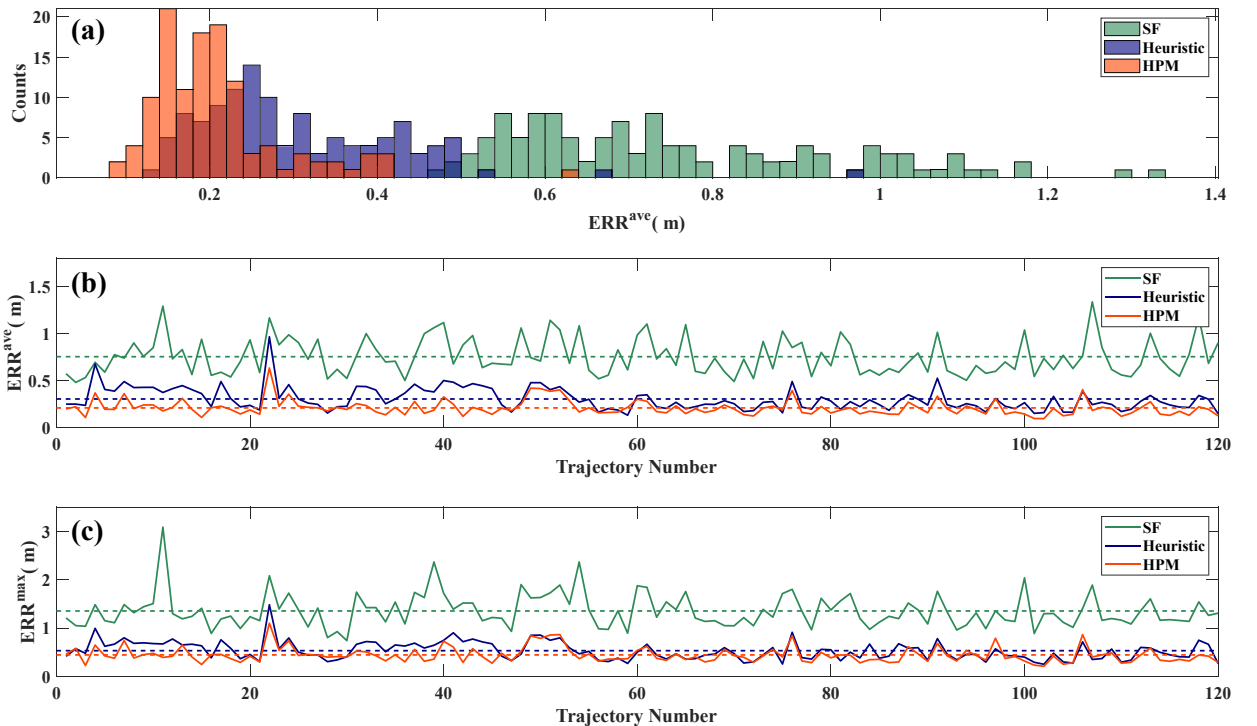 (a)
20
15
10
5
0
Counts
SF
Heuristic
HPM
0.2 0.4 0.6 0.8 1 1.2 1.4
ERR^ave( m)
(b)
1.5
1
0.5
0
ERR^ave( m)
SF
Heuristic
HPM
0 20 40 60 80 100 120
Trajectory Number
(c)
3
2
1
0
ERR^max( m)
SF
Heuristic
HPM
0 20 40 60 80 100 120
Trajectory Number